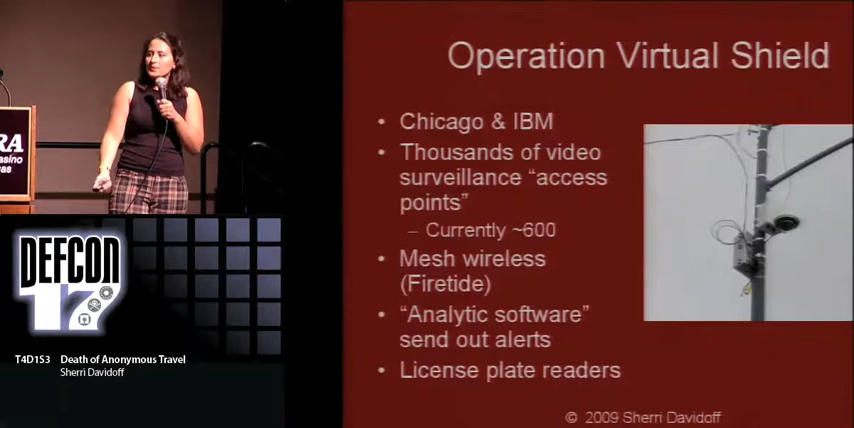 RA
asino
as
DEFCON
17
T4D1S3 Death of Anonymous Travel
Sherri Davidoff
Operation Virtual Shield
• Chicago & IBM
• Thousands of video
surveillance “access
points”
– Currently ~600
• Mesh wireless
(Firetide)
• “Analytic software”
send out alerts
• License plate readers
© 2009 Sherri Davidoff